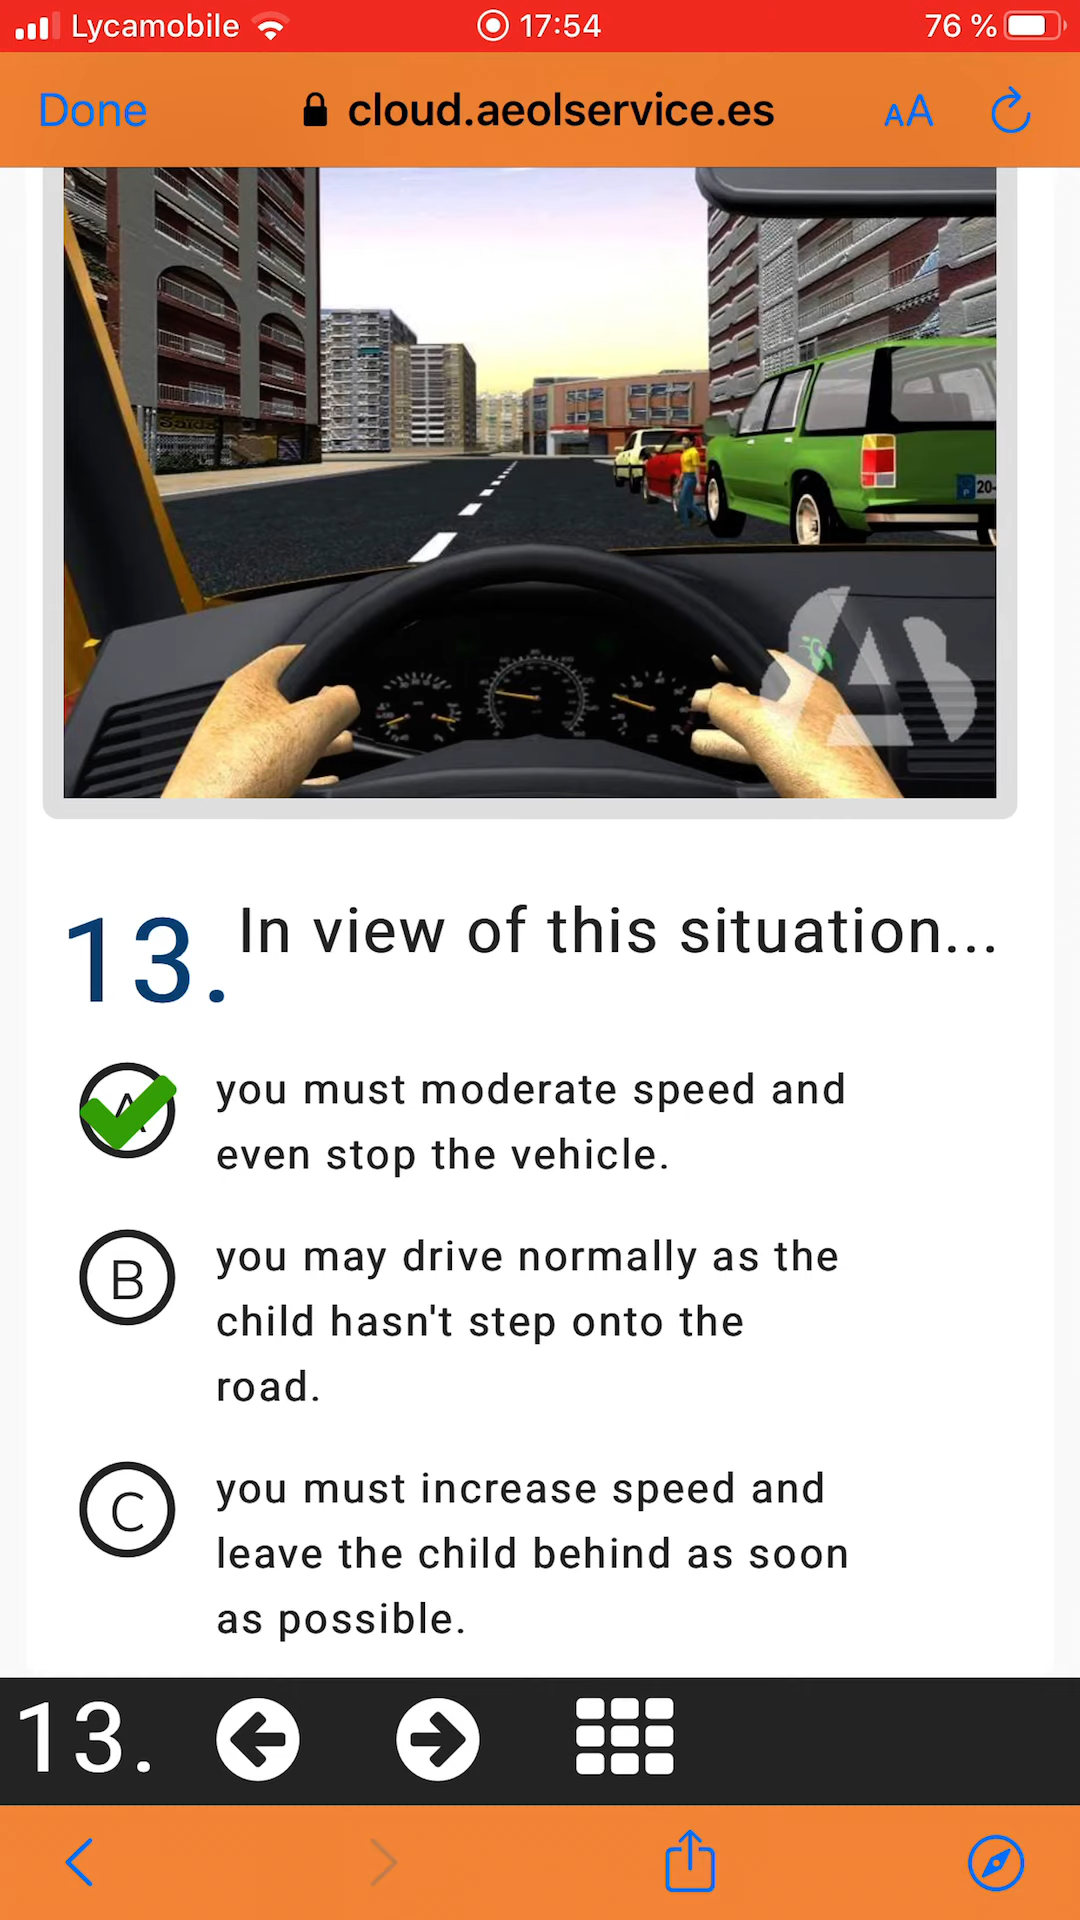 Lycamobile 17:54 76 %
Done cloud.aeolservice.es AA
20-
P
AB
13. In view of this situation...
A you must moderate speed and
even stop the vehicle.
B you may drive normally as the
child hasn't step onto the
road.
C you must increase speed and
leave the child behind as soon
as possible.
13.